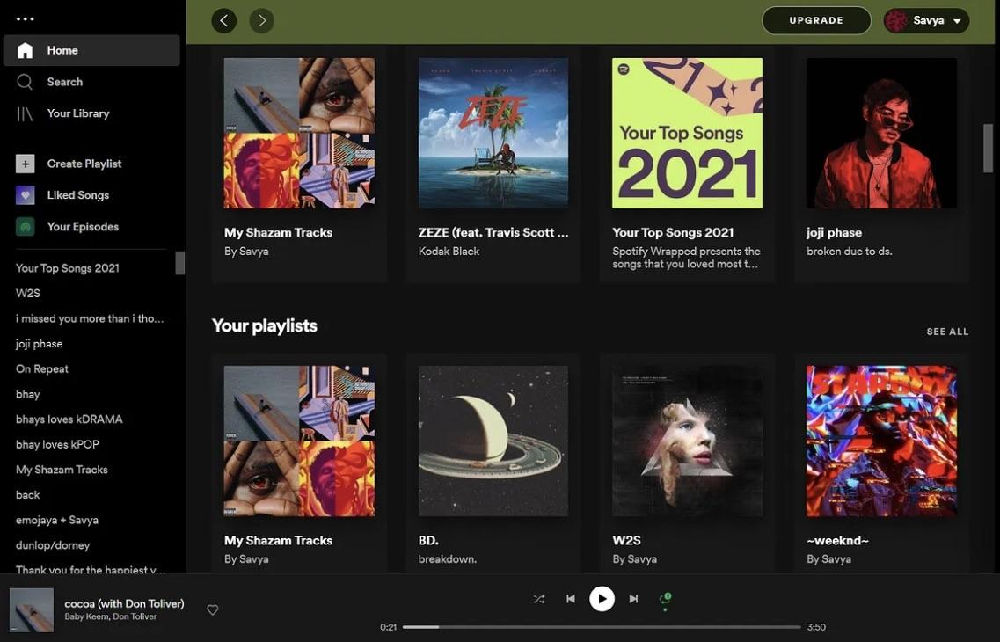 Home
Search
Your Library
Create Playlist
Liked Songs
Your Episodes
Your Top Songs 2021
W2S
i missed you more than i tho...
joji phase
On Repeat
bhay
bhays loves kDRAMA
bhay loves kPOP
My Shazam Tracks
back
emojaya + Savya
dunlop/dorney
Thank you for the happiest y...
UPGRADE
Savya
ZEZE
Your Top Songs
2021
My Shazam Tracks
By Savya
ZEZE (feat. Travis Scott ...
Kodak Black
Your Top Songs 2021
Spotify Wrapped presents the
songs that you loved most t...
joji phase
broken due to ds.
Your playlists
SEE ALL
STARBOY
My Shazam Tracks
By Savya
BD.
breakdown.
W2S
By Savya
~weeknd~
By Savya
cocoa (with Don Toliver)
Baby Keem, Don Toliver
1
0:21
3:50